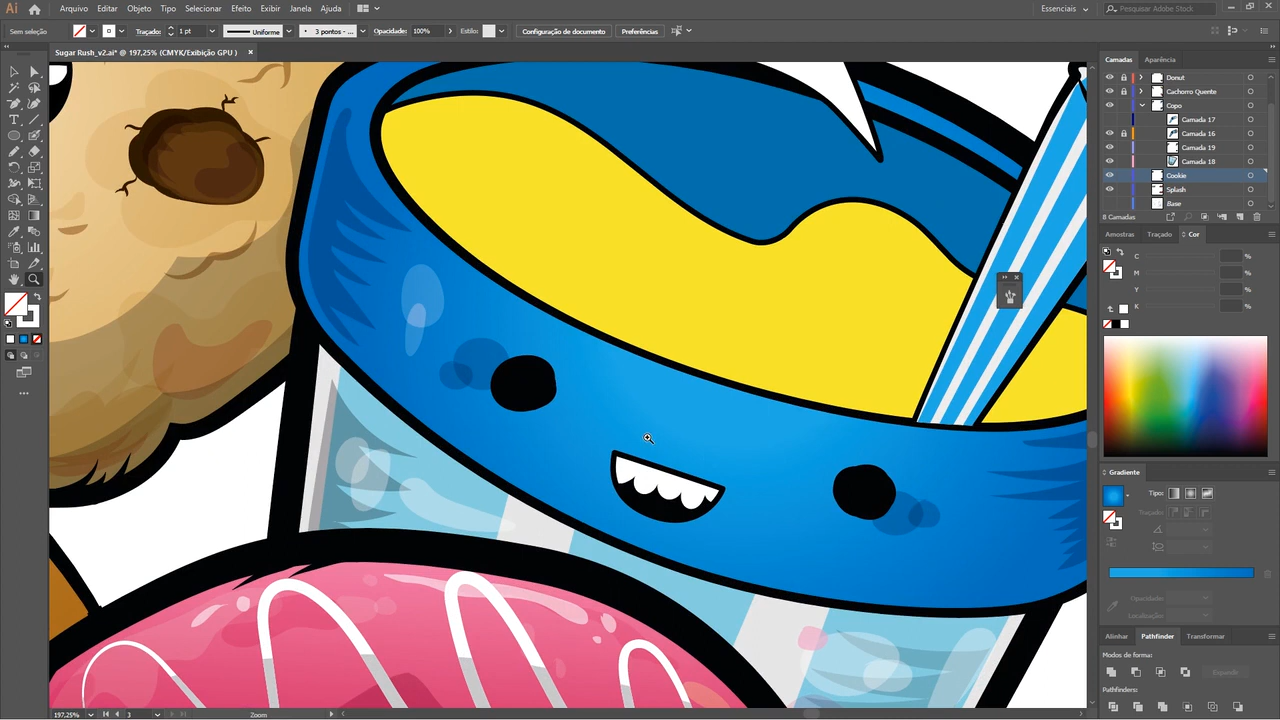 Ai Arquivo Editar Objeto Tipo Selecionar Efeito Exibir Janela Ajuda Essenciais Pesquisar Adobe Stock
Sem seleção Traçado: 1 pt Uniforme 3 pontos - ... Opacidade: 100% Estilo: Configuração de documento Preferências
Sugar Rush_v2.ai* @ 197,25% (CMYK/Exibição GPU ) ×
Camadas Aparência
Donut
Cachorro Quente
Copo
Camada 17
Camada 16
Camada 19
Camada 18
Cookie
Splash
Base
8 Camadas
Amostras Traçado Cor
C %
M %
Y %
K %
Gradiente
Tipo:
Traçado:
Opacidade:
Localização:
Alinhar Pathfinder Transformar
Modos de forma:
Expandir
Pathfinders:
197,25% 3 Zoom